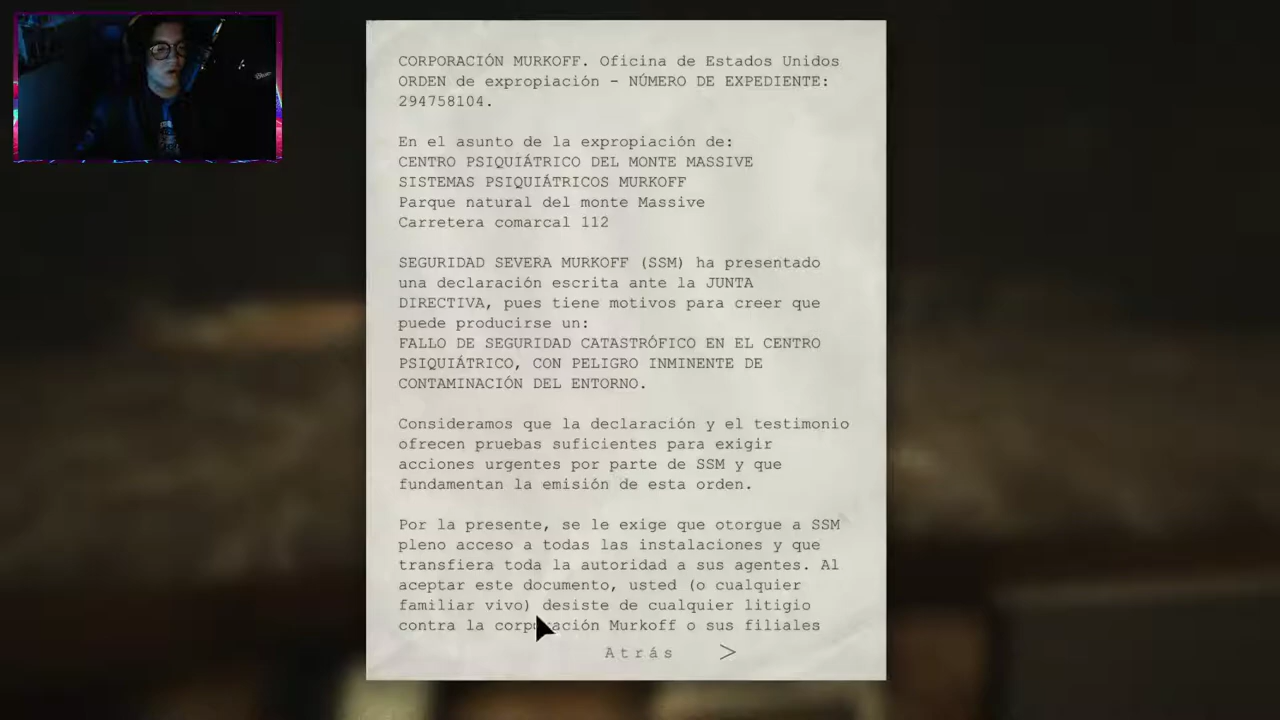 CORPORACIÓN MURKOFF. Oficina de Estados Unidos
ORDEN de expropiación - NÚMERO DE EXPEDIENTE:
294758104.
En el asunto de la expropiación de:
CENTRO PSIQUIÁTRICO DEL MONTE MASSIVE
SISTEMAS PSIQUIÁTRICOS MURKOFF
Parque natural del monte Massive
Carretera comarcal 112
SEGURIDAD SEVERA MURKOFF (SSM) ha presentado
una declaración escrita ante la JUNTA
DIRECTIVA, pues tiene motivos para creer que
puede producirse un:
FALLO DE SEGURIDAD CATASTRÓFICO EN EL CENTRO
PSIQUIÁTRICO, CON PELIGRO INMINENTE DE
CONTAMINACIÓN DEL ENTORNO.
Consideramos que la declaración y el testimonio
ofrecen pruebas suficientes para exigir
acciones urgentes por parte de SSM y que
fundamentan la emisión de esta orden.
Por la presente, se le exige que otorgue a SSM
pleno acceso a todas las instalaciones y que
transfiera toda la autoridad a sus agentes. Al
aceptar este documento, usted (o cualquier
familiar vivo) desiste de cualquier litigio
contra la corporación Murkoff o sus filiales
Atrás >